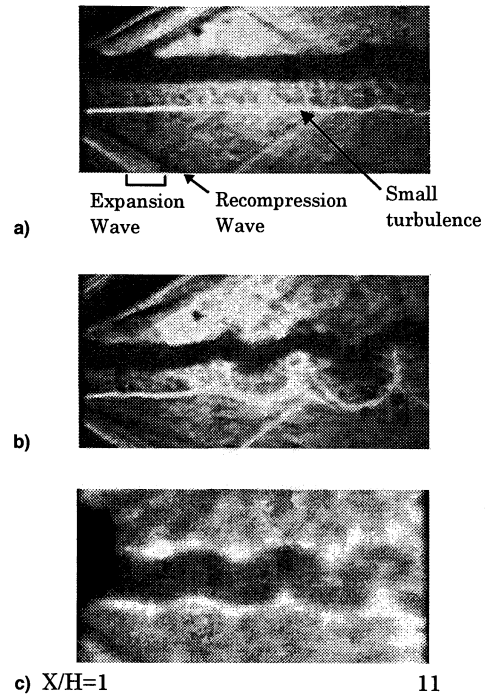 Expansion Wave
Recompression Wave
Small turbulence
a)
b)
c) X/H=1 11